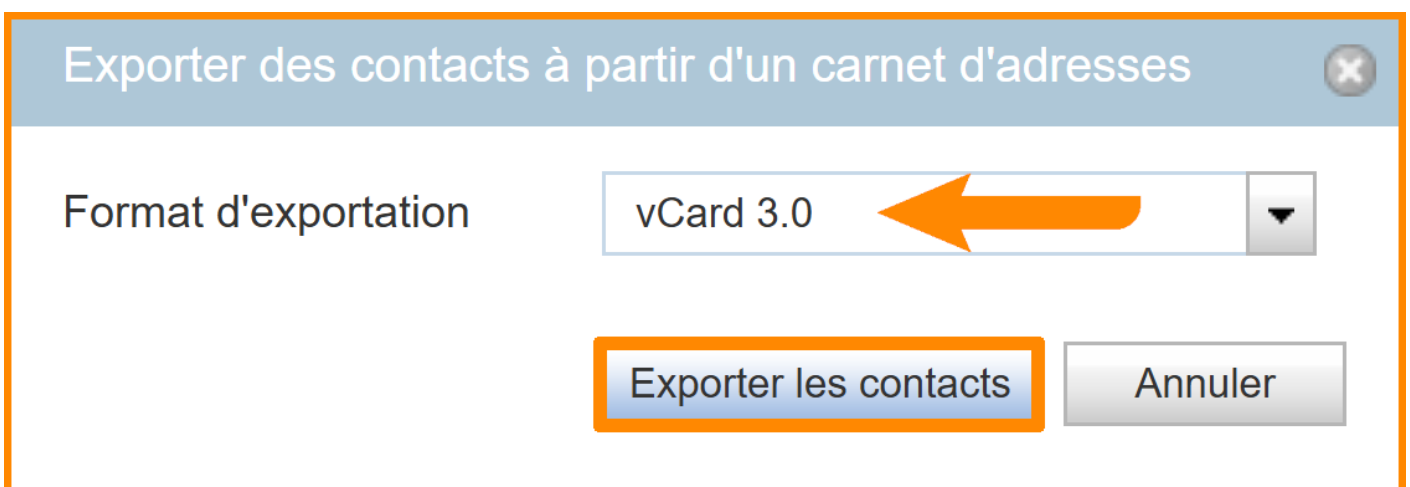 Exporter des contacts à partir d'un carnet d'adresses
Format d'exportation vCard 3.0
Exporter les contacts Annuler